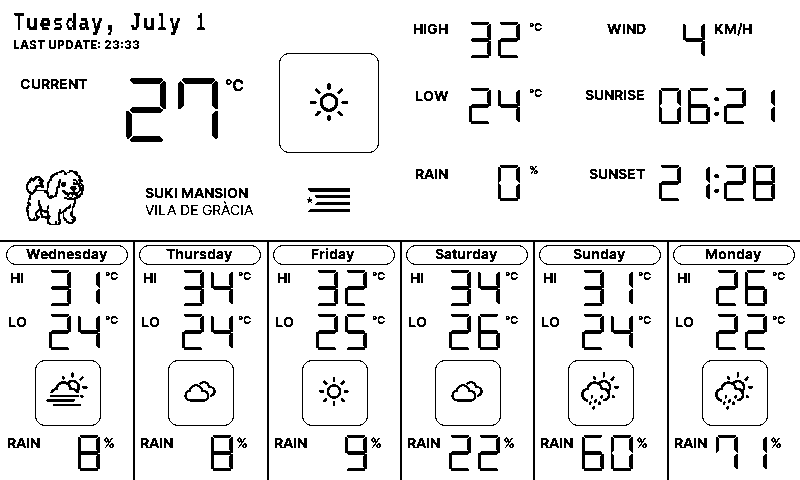 Tuesday, July 1
LAST UPDATE: 23:33
CURRENT 27 °C
HIGH 32 °C
LOW 24 °C
RAIN 0 %
WIND 4 KM/H
SUNRISE 06:21
SUNSET 21:28
SUKI MANSION
VILA DE GRÀCIA
Wednesday
HI 31 °C
LO 24 °C
RAIN 8 %
Thursday
HI 34 °C
LO 24 °C
RAIN 8 %
Friday
HI 32 °C
LO 25 °C
RAIN 9 %
Saturday
HI 34 °C
LO 26 °C
RAIN 22 %
Sunday
HI 31 °C
LO 24 °C
RAIN 60 %
Monday
HI 26 °C
LO 22 °C
RAIN 71 %